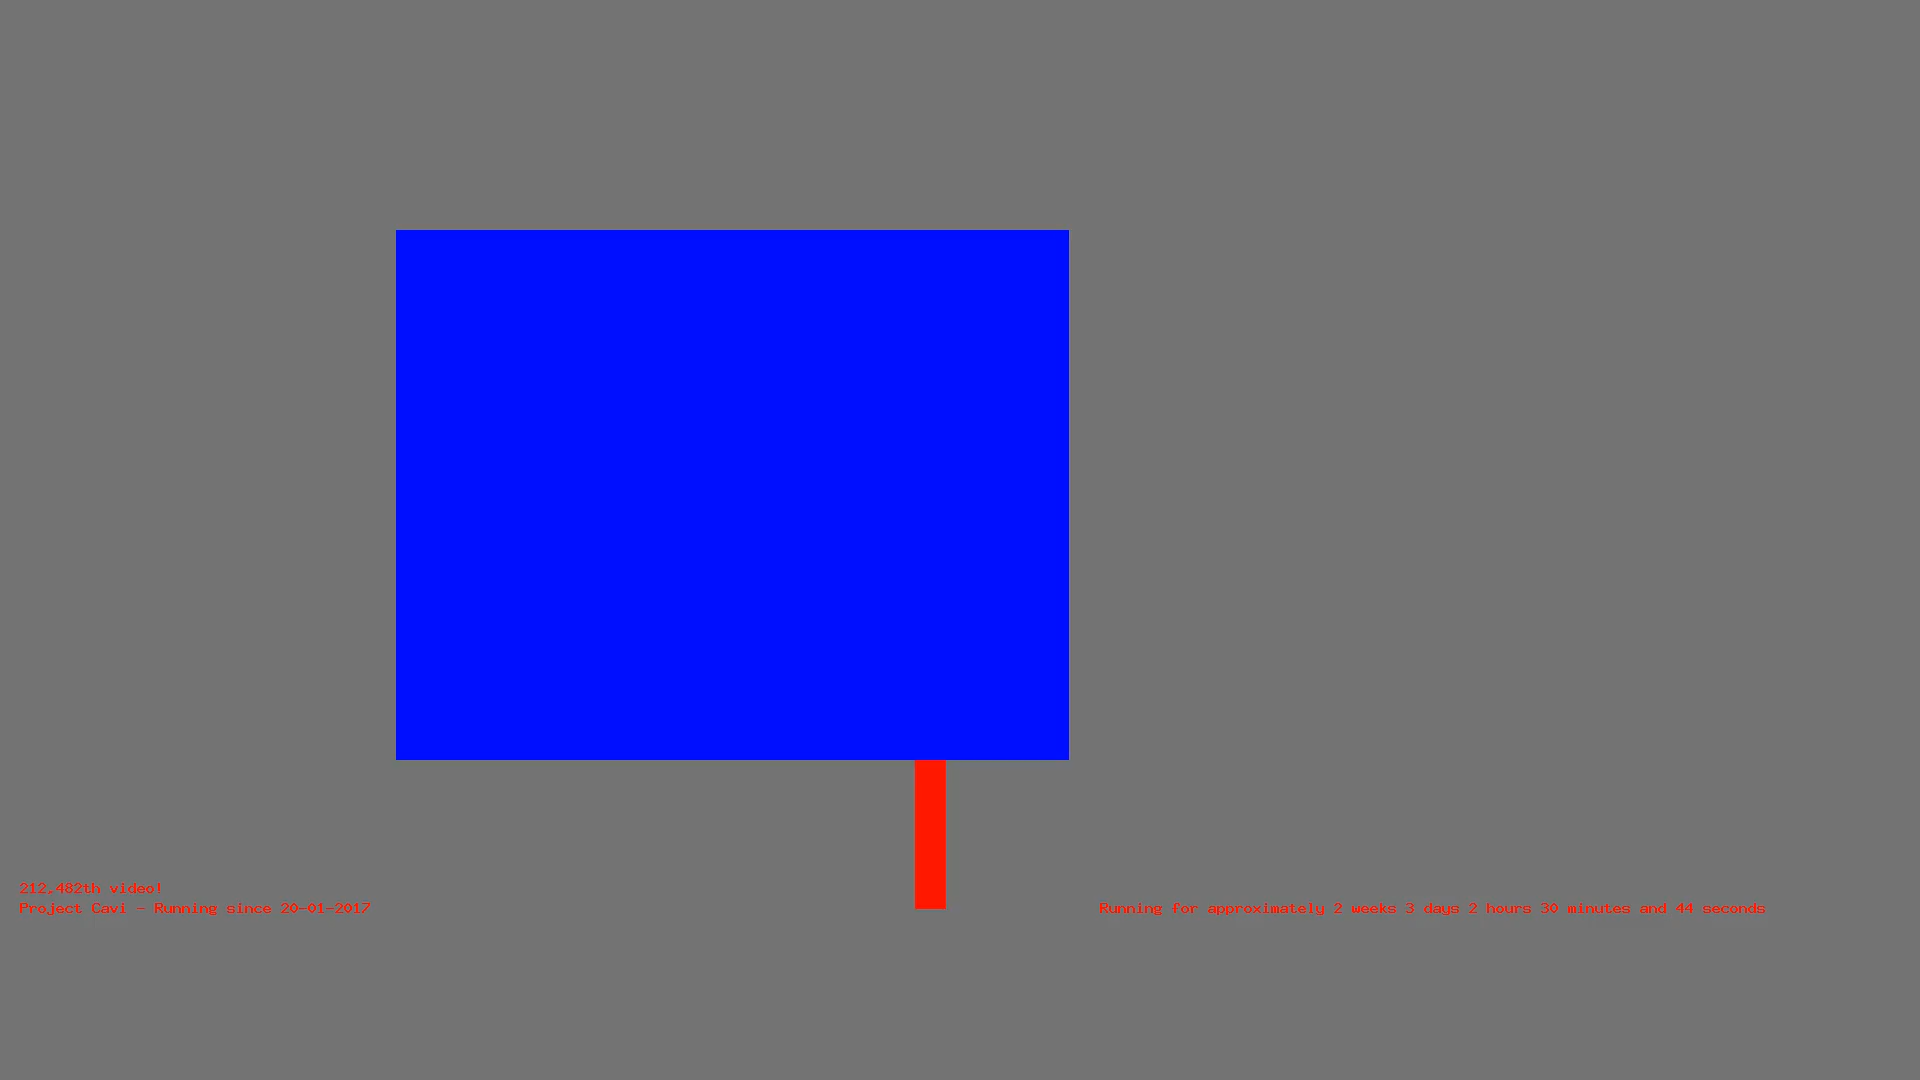 212,482th video!
Project Cavi - Running since 20-01-2017
Running for approximately 2 weeks 3 days 2 hours 30 minutes and 44 seconds